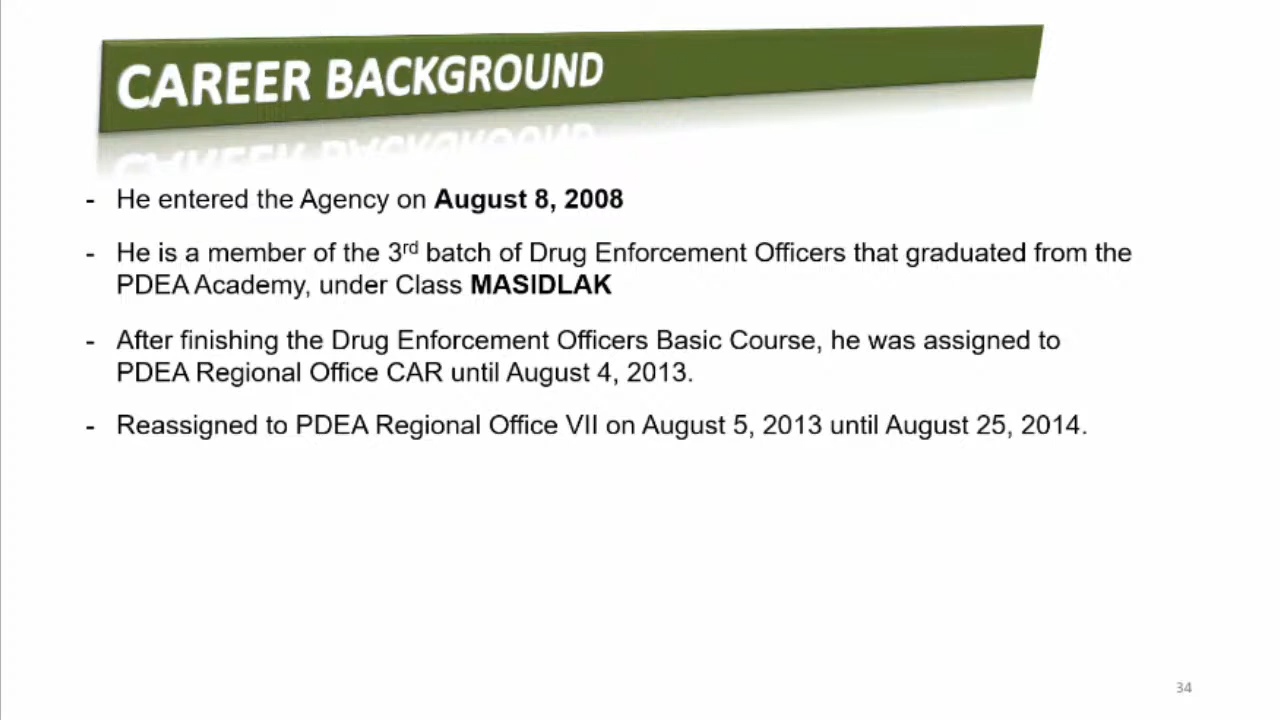 CAREER BACKGROUND
- He entered the Agency on August 8, 2008
- He is a member of the 3rd batch of Drug Enforcement Officers that graduated from the
PDEA Academy, under Class MASIDLAK
- After finishing the Drug Enforcement Officers Basic Course, he was assigned to
PDEA Regional Office CAR until August 4, 2013.
- Reassigned to PDEA Regional Office VII on August 5, 2013 until August 25, 2014.
34